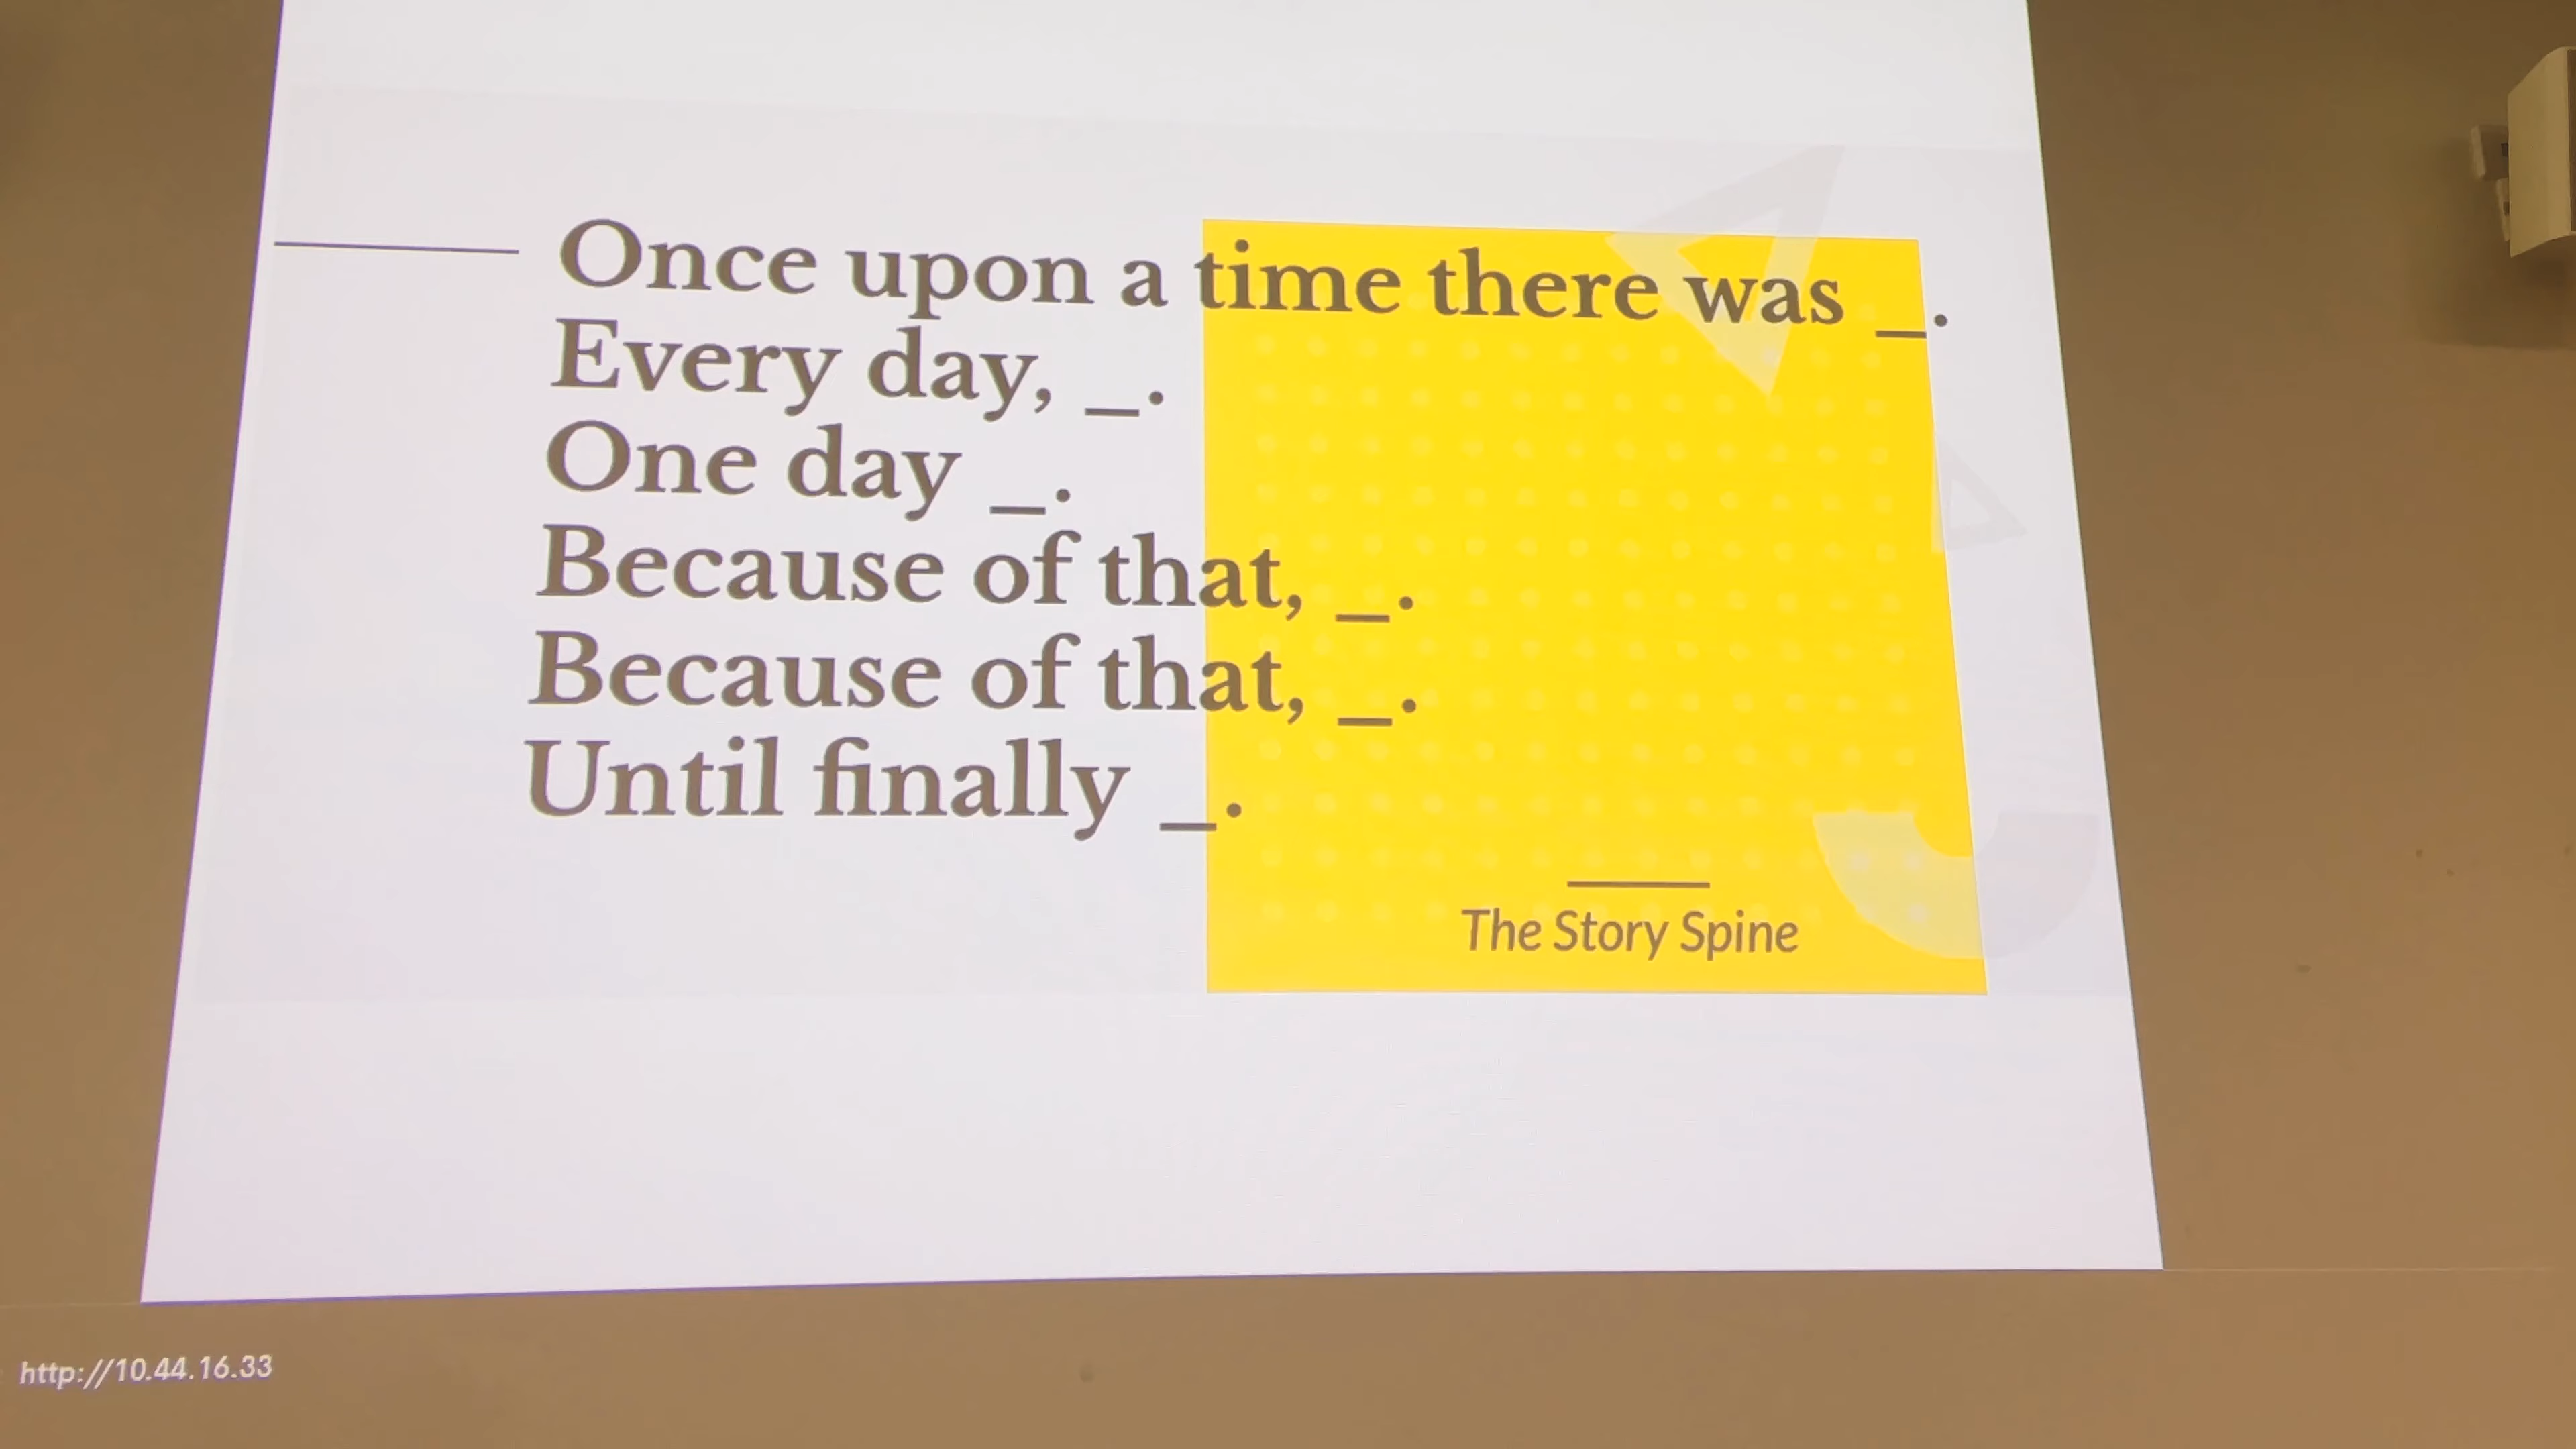 Once upon a time there was _.
Every day, _.
One day _.
Because of that, _.
Because of that, _.
Until finally _.
The Story Spine
http://10.44.16.33